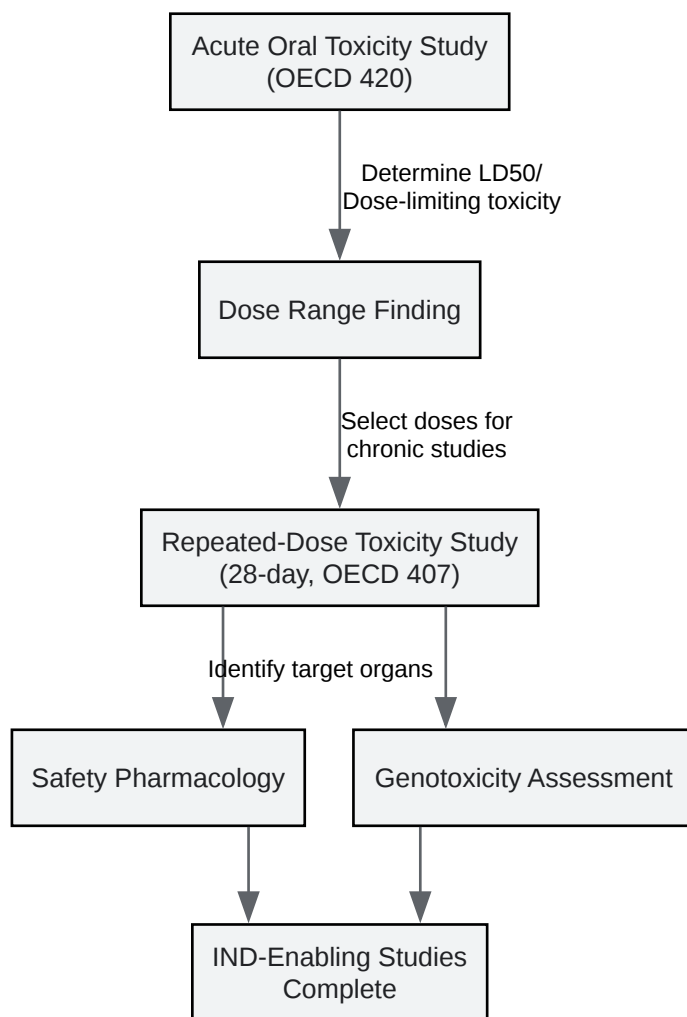 Acute Oral Toxicity Study
(OECD 420)
Determine LD50/
Dose-limiting toxicity
Dose Range Finding
Select doses for
chronic studies
Repeated-Dose Toxicity Study
(28-day, OECD 407)
Identify target organs
Safety Pharmacology
Genotoxicity Assessment
IND-Enabling Studies
Complete